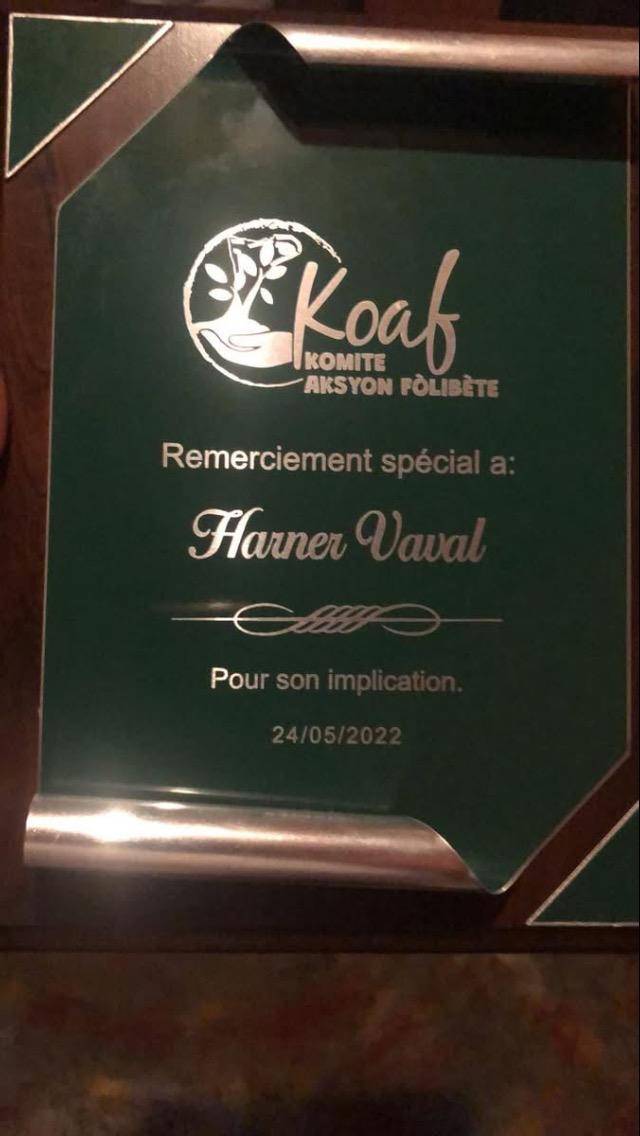 Koaf
KOMITE
AKSYON FÒLIBÈTE
Remerciement spécial a:
Harner Vaval
Pour son implication.
24/05/2022